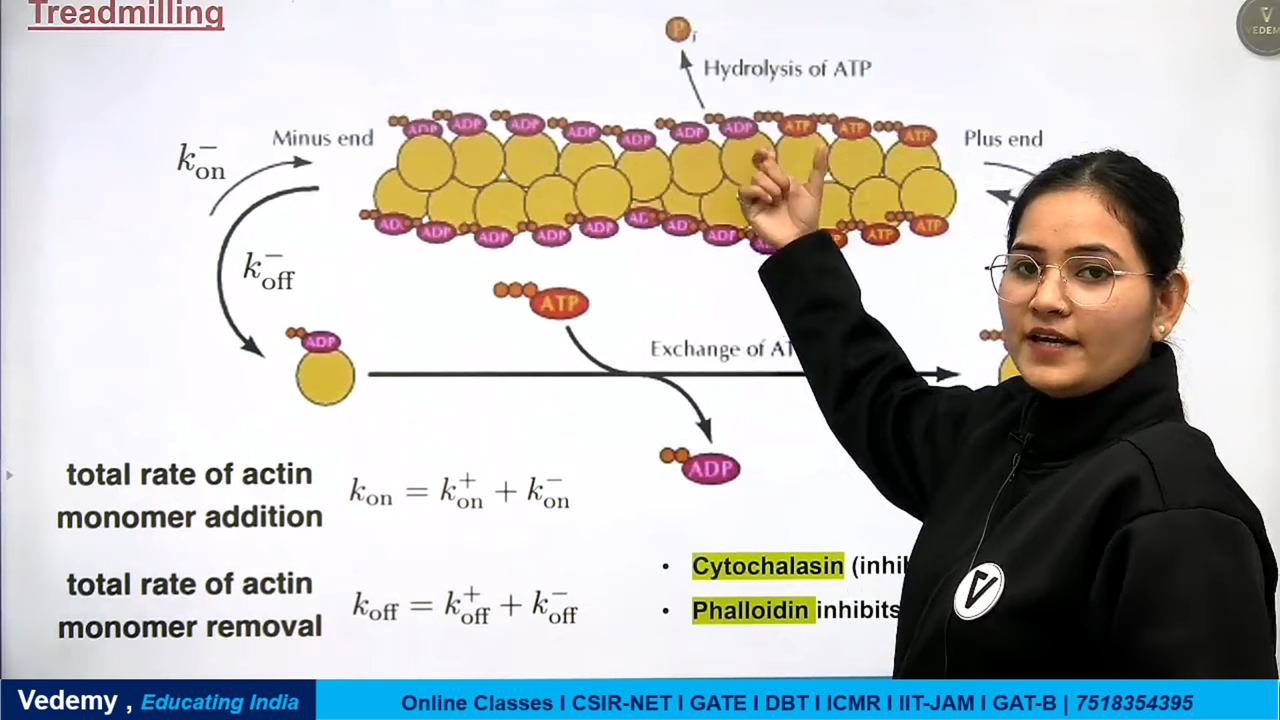 Treadmilling
VEDEM
P i
Hydrolysis of ATP
ADP ADP ADP ADP ADP ADP ADP ATP ATP ATP
Minus end
Plus end
k on −
ADP ADP ADP ADP ADP ADP ADP ATP ATP
k off −
ATP
ADP
Exchange of AT
ADP
total rate of actin
monomer addition
k on = k on + + k on −
total rate of actin
monomer removal
k off = k off + + k off −
• Cytochalasin (inhi
• Phalloidin inhibits
Vedemy , Educating India
Online Classes I CSIR-NET I GATE I DBT I ICMR I IIT-JAM I GAT-B | 7518354395